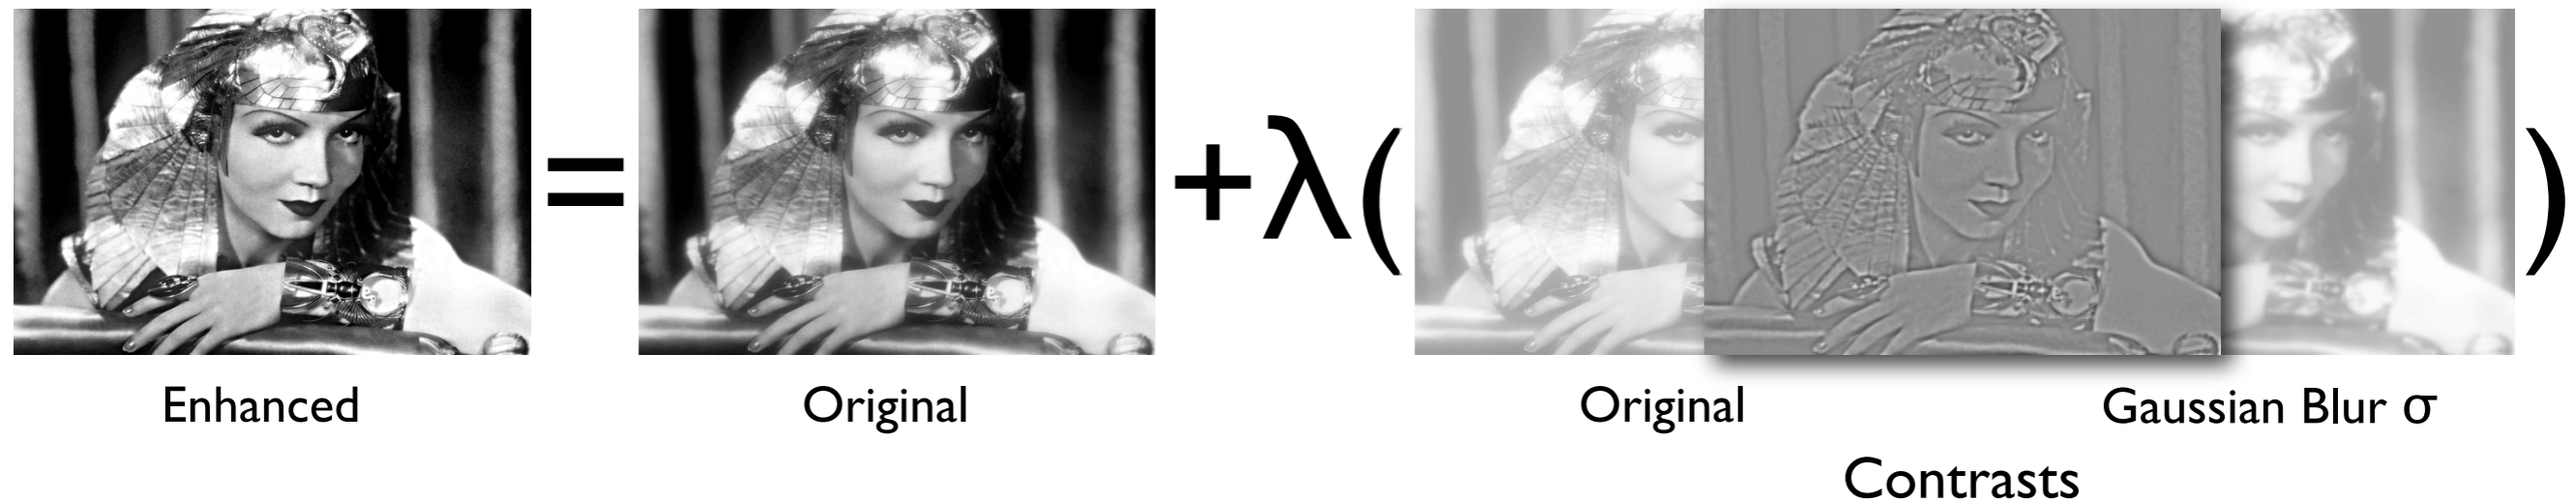 = +λ( )
Enhanced Original Original Gaussian Blur σ
Contrasts